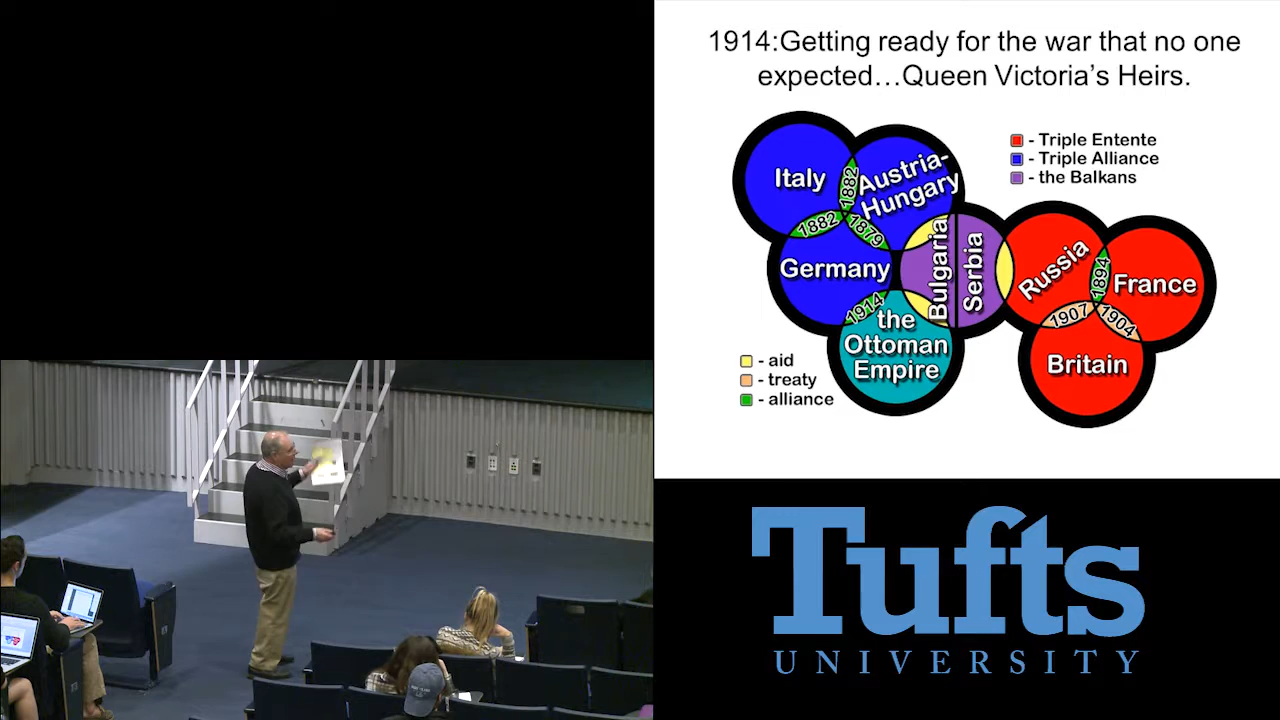 1914:Getting ready for the war that no one
expected…Queen Victoria's Heirs.
- Triple Entente
- Triple Alliance
- the Balkans
Italy
1882
Austria-
Hungary
1882
1879
Germany
Bulgaria
Serbia
Russia
1894
France
1914
the
Ottoman
Empire
1907
1904
Britain
- aid
- treaty
- alliance
Tufts
UNIVERSITY